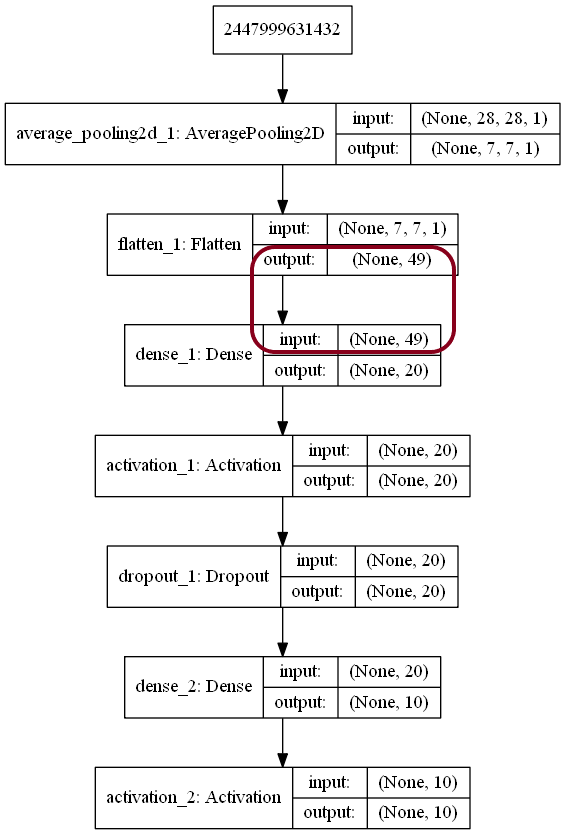 2447999631432
average_pooling2d_1: AveragePooling2D
input: (None, 28, 28, 1)
output: (None, 7, 7, 1)
flatten_1: Flatten
input: (None, 7, 7, 1)
output: (None, 49)
dense_1: Dense
input: (None, 49)
output: (None, 20)
activation_1: Activation
input: (None, 20)
output: (None, 20)
dropout_1: Dropout
input: (None, 20)
output: (None, 20)
dense_2: Dense
input: (None, 20)
output: (None, 10)
activation_2: Activation
input: (None, 10)
output: (None, 10)